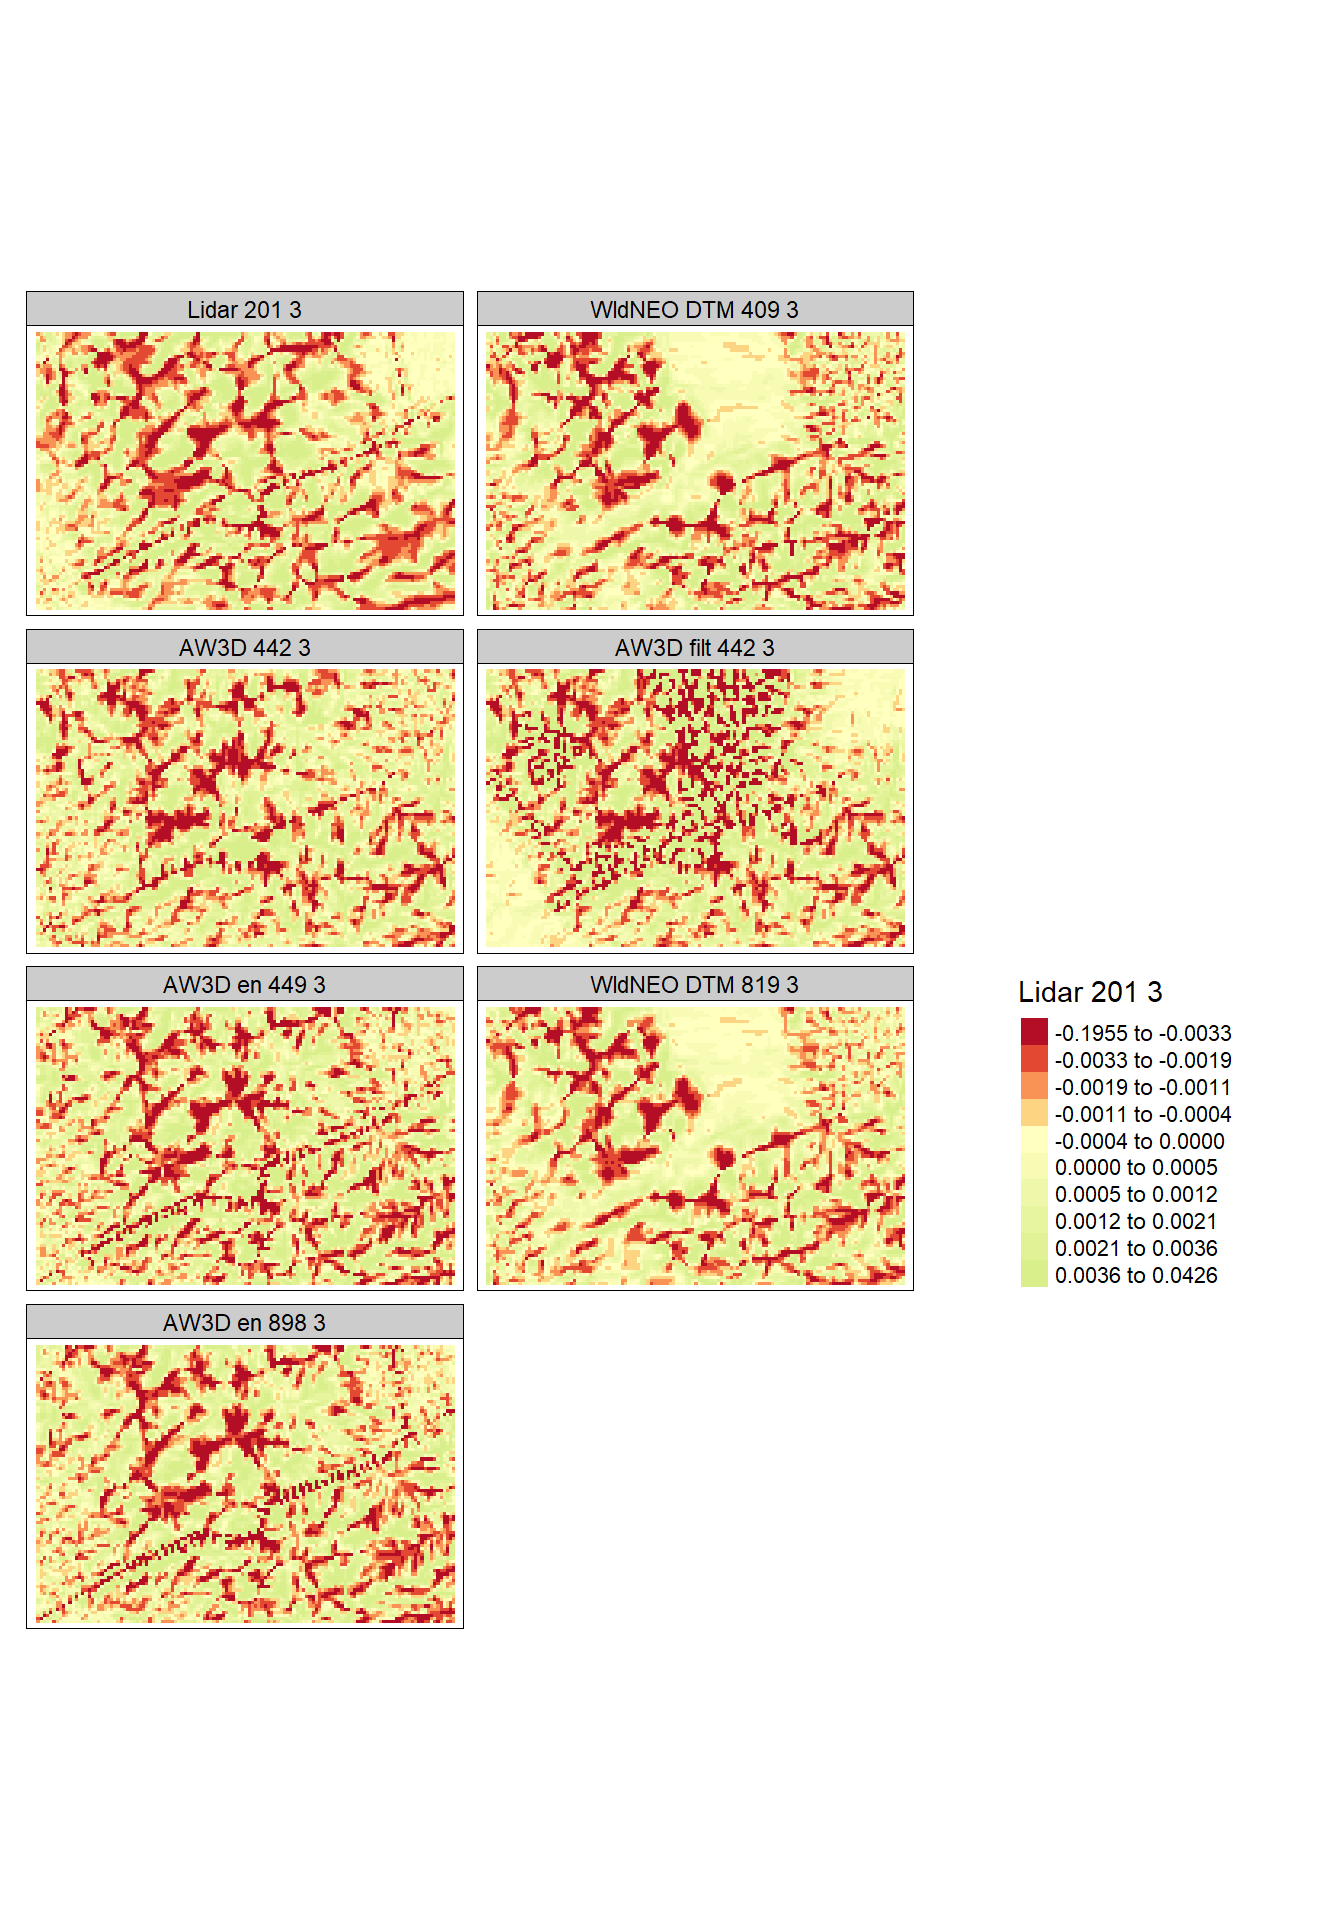 Lidar 201 3
WldNEO DTM 409 3
AW3D 442 3
AW3D filt 442 3
AW3D en 449 3
WldNEO DTM 819 3
AW3D en 898 3
Lidar 201 3
-0.1955 to -0.0033
-0.0033 to -0.0019
-0.0019 to -0.0011
-0.0011 to -0.0004
-0.0004 to 0.0000
0.0000 to 0.0005
0.0005 to 0.0012
0.0012 to 0.0021
0.0021 to 0.0036
0.0036 to 0.0426